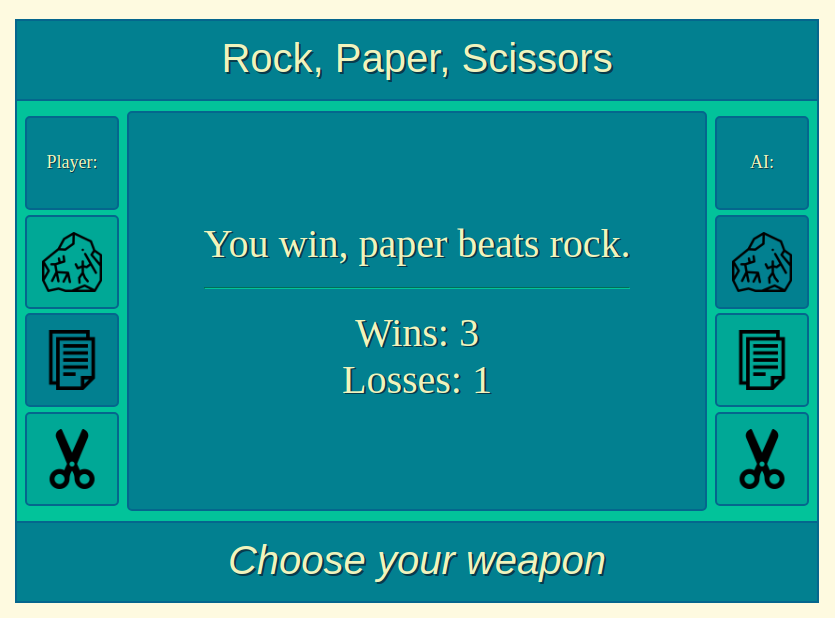 Rock, Paper, Scissors
Player:
AI:
You win, paper beats rock.
Wins: 3
Losses: 1
Choose your weapon